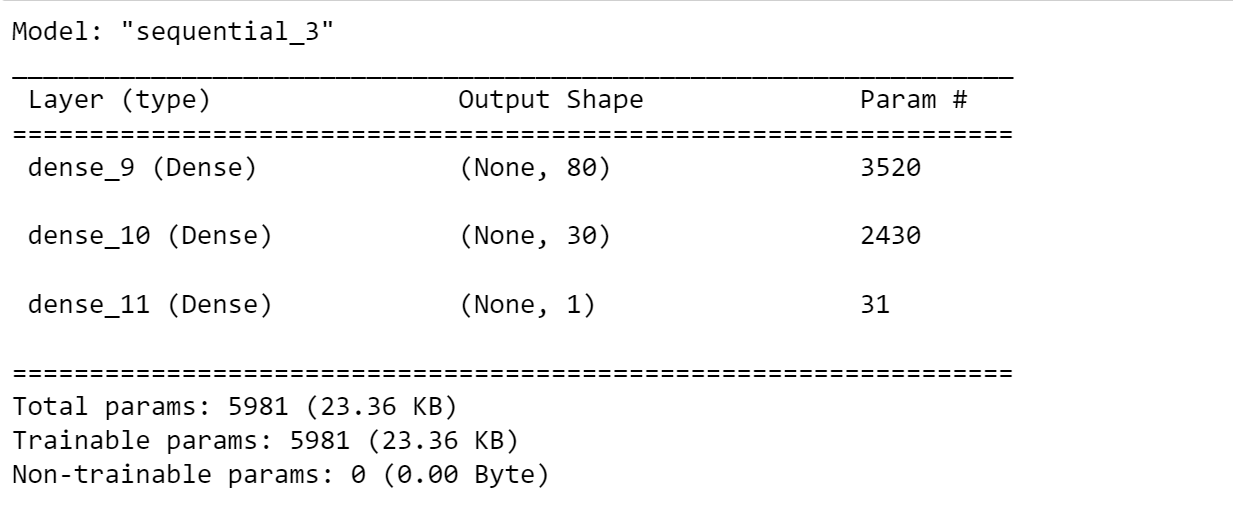 Model: "sequential_3"
_________________________________________________________________
Layer (type) Output Shape Param #
=================================================================
dense_9 (Dense) (None, 80) 3520
dense_10 (Dense) (None, 30) 2430
dense_11 (Dense) (None, 1) 31
=================================================================
Total params: 5981 (23.36 KB)
Trainable params: 5981 (23.36 KB)
Non-trainable params: 0 (0.00 Byte)